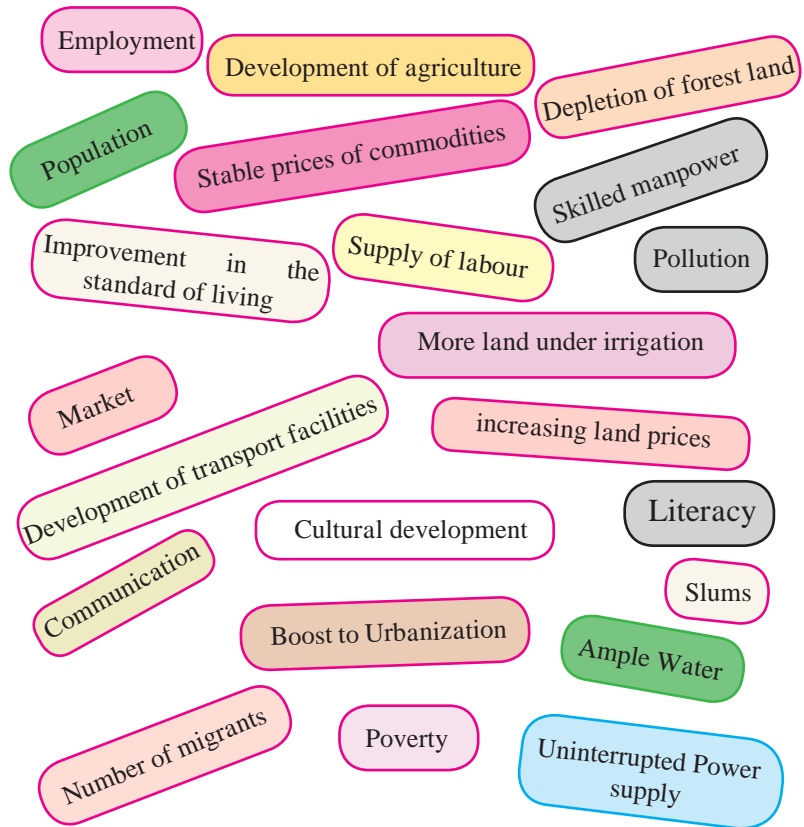 Employment
Development of agriculture
Depletion of forest land
Population
Stable prices of commodities
Skilled manpower
Improvement in the
standard of living
Supply of labour
Pollution
More land under irrigation
Market
Development of transport facilities
increasing land prices
Literacy
Cultural development
Communication
Slums
Boost to Urbanization
Ample Water
Number of migrants
Poverty
Uninterrupted Power
supply